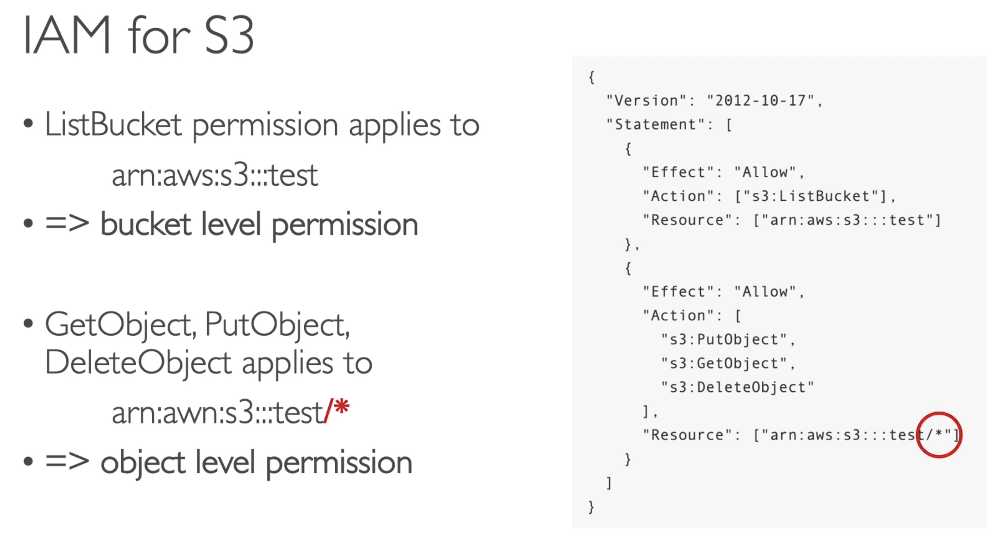 IAM for S3
• ListBucket permission applies to
arn:aws:s3:::test
• => bucket level permission
• GetObject, PutObject,
DeleteObject applies to
arn:awn:s3:::test/*
• => object level permission
{
"Version": "2012-10-17",
"Statement": [
{
"Effect": "Allow",
"Action": ["s3:ListBucket"],
"Resource": ["arn:aws:s3:::test"]
},
{
"Effect": "Allow",
"Action": [
"s3:PutObject",
"s3:GetObject",
"s3:DeleteObject"
],
"Resource": ["arn:aws:s3:::test/*"]
}
]
}